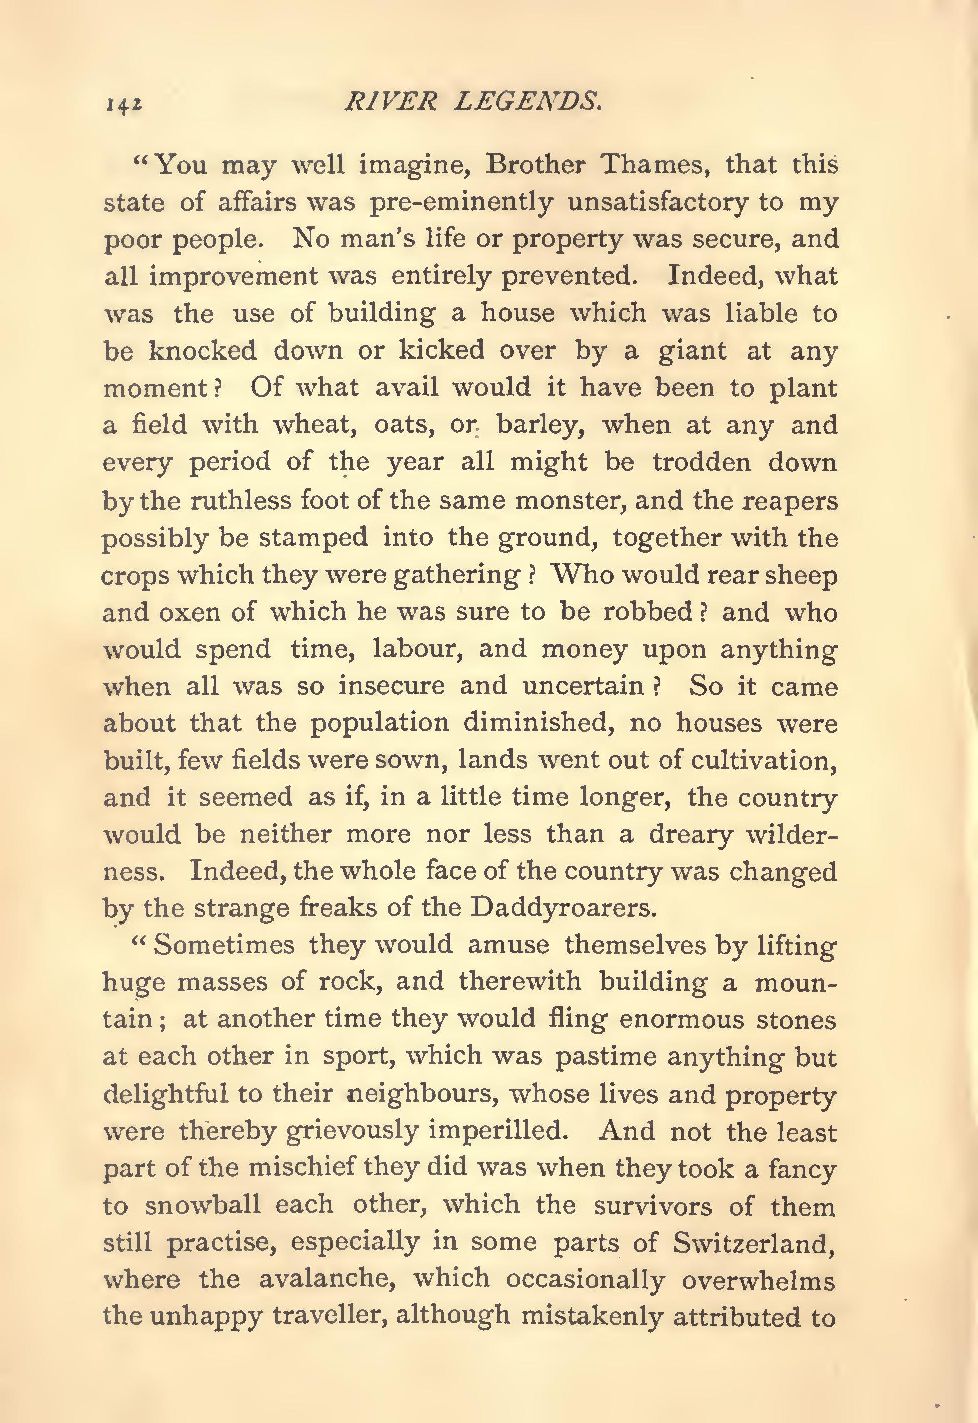 142 RIVER LEGENDS.
“You may well imagine, Brother Thames, that this
state of affairs was pre-eminently unsatisfactory to my
poor people. No man's life or property was secure, and
all improvement was entirely prevented. Indeed, what
was the use of building a house which was liable to
be knocked down or kicked over by a giant at any
moment? Of what avail would it have been to plant
a field with wheat, oats, or barley, when at any and
every period of the year all might be trodden down
by the ruthless foot of the same monster, and the reapers
possibly be stamped into the ground, together with the
crops which they were gathering? Who would rear sheep
and oxen of which he was sure to be robbed? and who
would spend time, labour, and money upon anything
when all was so insecure and uncertain? So it came
about that the population diminished, no houses were
built, few fields were sown, lands went out of cultivation,
and it seemed as if, in a little time longer, the country
would be neither more nor less than a dreary wilder-
ness. Indeed, the whole face of the country was changed
by the strange freaks of the Daddyroarers.
“Sometimes they would amuse themselves by lifting
huge masses of rock, and therewith building a moun-
tain; at another time they would fling enormous stones
at each other in sport, which was pastime anything but
delightful to their neighbours, whose lives and property
were thereby grievously imperilled. And not the least
part of the mischief they did was when they took a fancy
to snowball each other, which the survivors of them
still practise, especially in some parts of Switzerland,
where the avalanche, which occasionally overwhelms
the unhappy traveller, although mistakenly attributed to